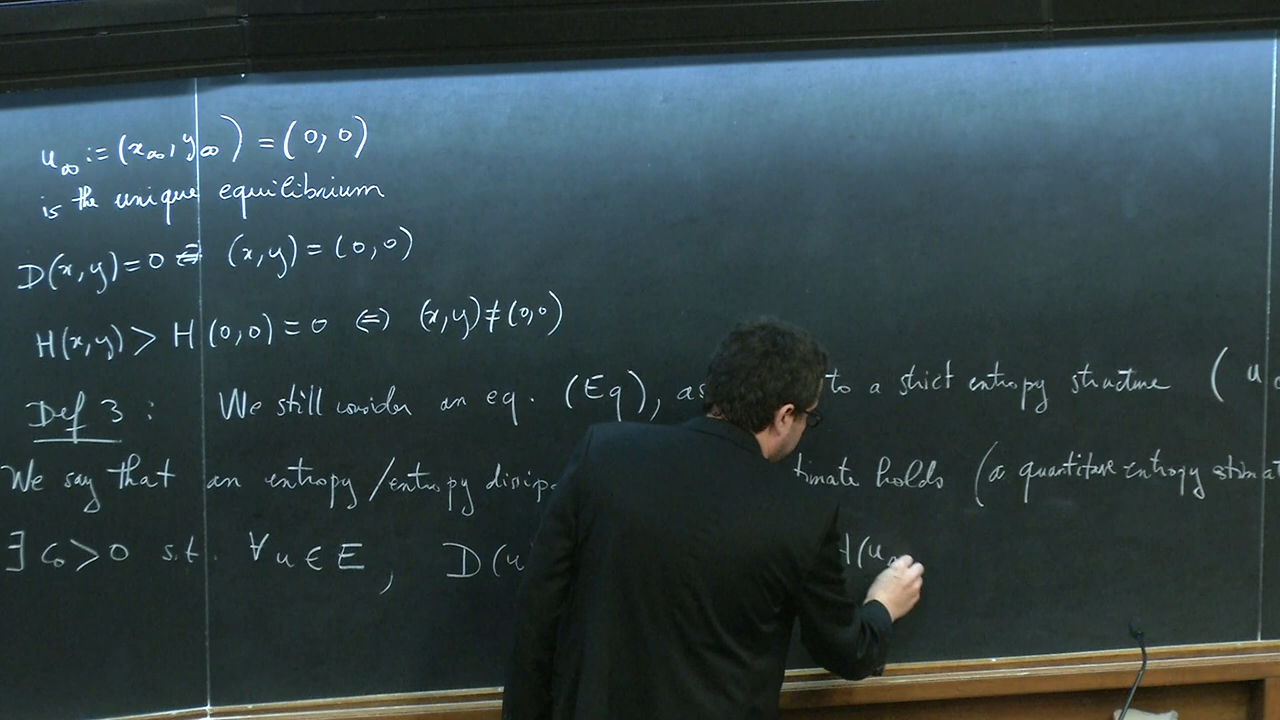 u∞ := (x∞, y∞) = (0, 0)
is the unique equilibrium
D(x,y) = 0 ⇔ (x,y) = (0,0)
H(x,y) > H(0,0) = 0 ⇔ (x,y) ≠ (0,0)
Def 3 : We still consider an eq. (Eq), as to a strict entropy structure ( u
We say that an entropy /entropy dissip timate holds (a quantitative entropy estimat
∃ C₀ > 0 s.t. ∀ u ∈ E, D(u H(u∞